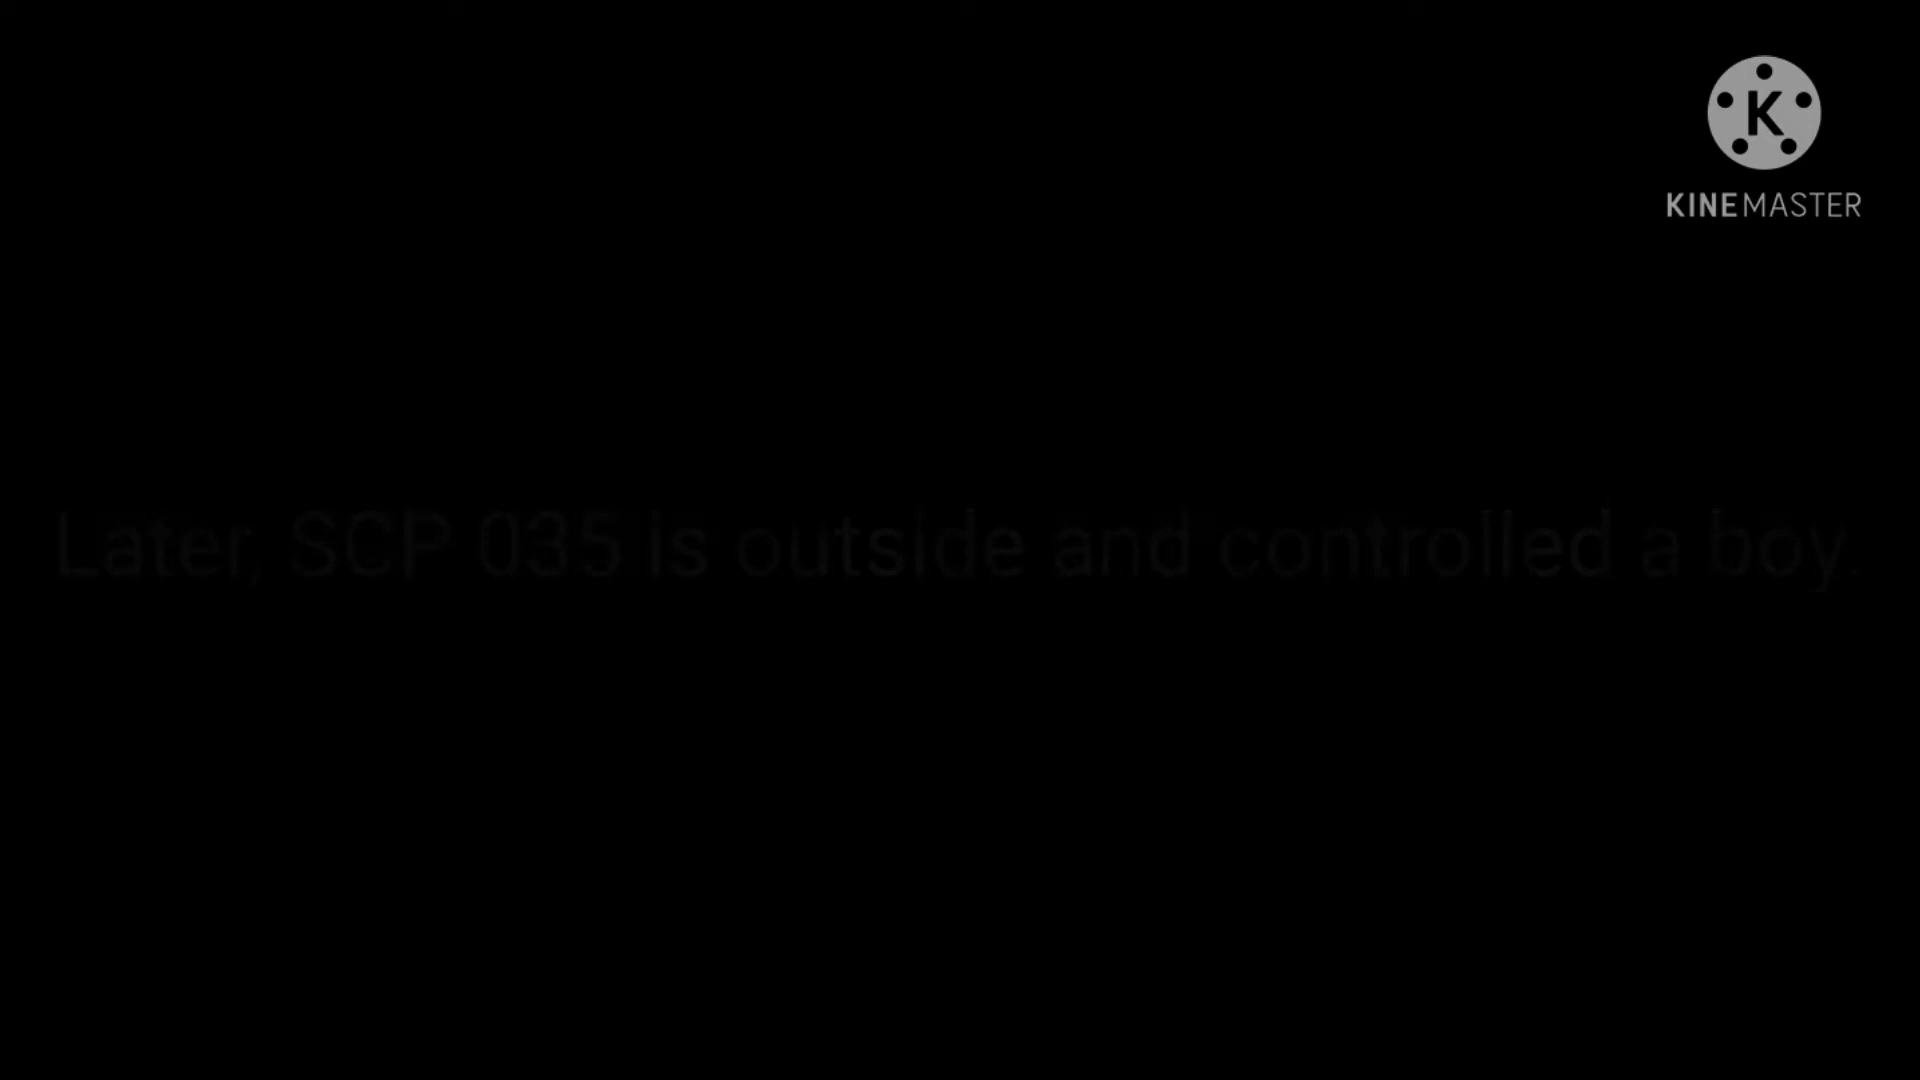 K
KINEMASTER
Later, SCP 035 is outside and controlled a boy.